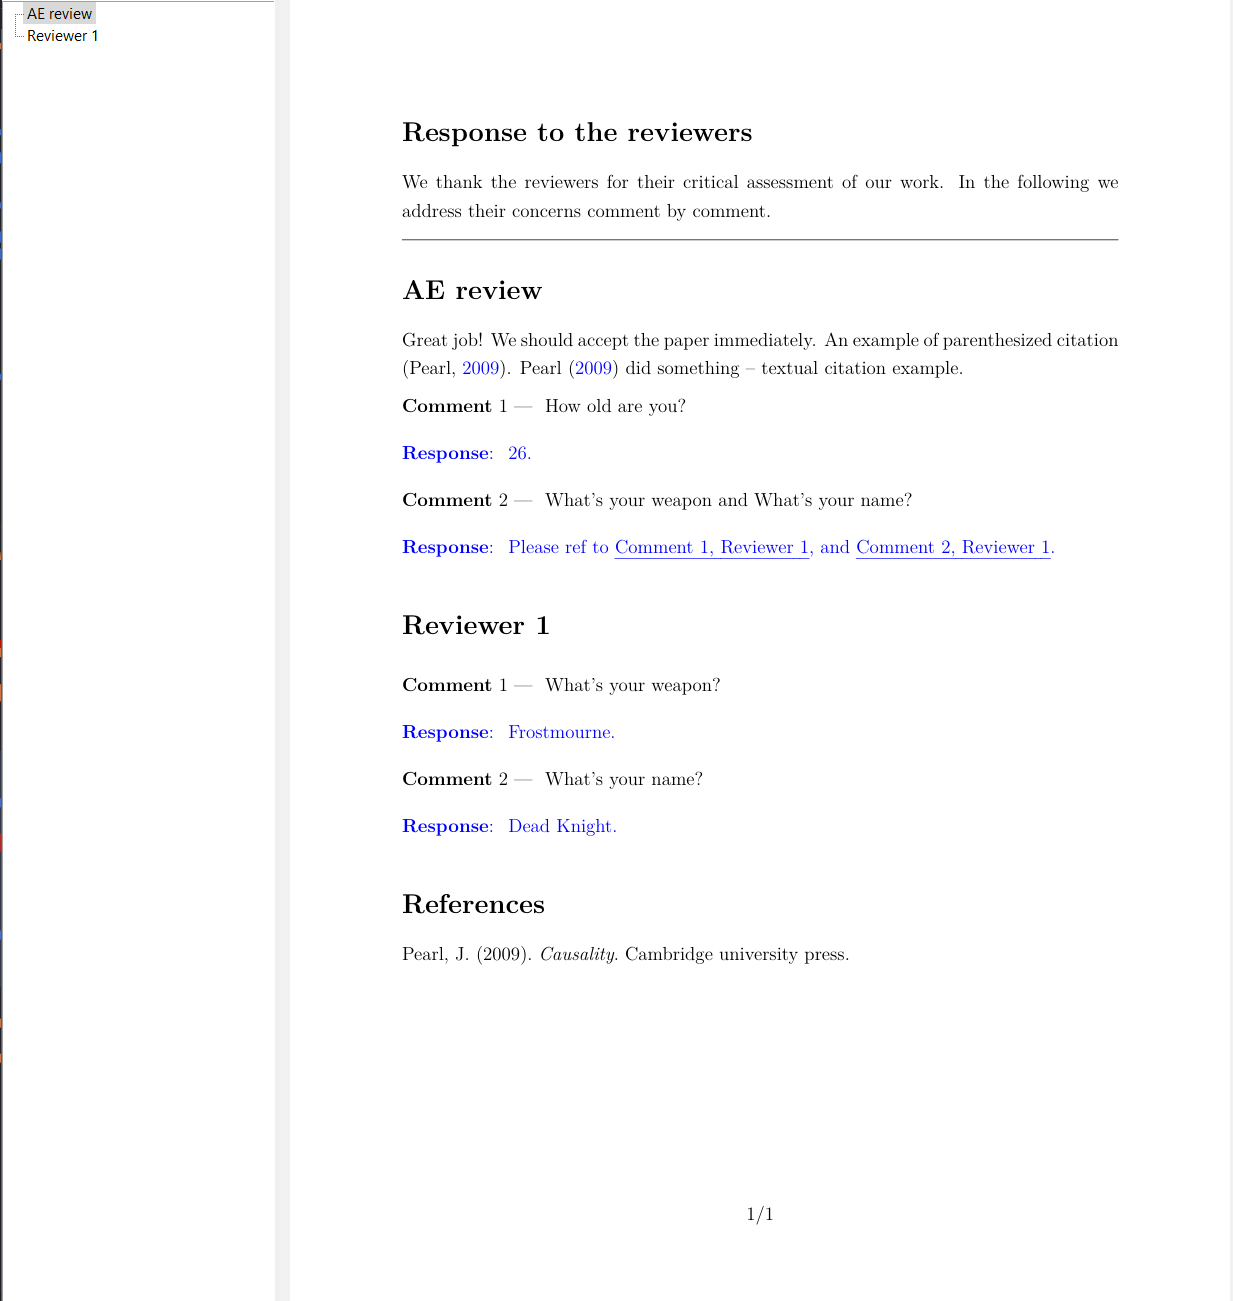 AE review
Reviewer 1
Response to the reviewers
We thank the reviewers for their critical assessment of our work. In the following we
address their concerns comment by comment.
AE review
Great job! We should accept the paper immediately. An example of parenthesized citation
(Pearl, 2009). Pearl (2009) did something – textual citation example.
Comment 1 — How old are you?
Response: 26.
Comment 2 — What's your weapon and What's your name?
Response: Please ref to Comment 1, Reviewer 1, and Comment 2, Reviewer 1.
Reviewer 1
Comment 1 — What's your weapon?
Response: Frostmourne.
Comment 2 — What's your name?
Response: Dead Knight.
References
Pearl, J. (2009). Causality. Cambridge university press.
1/1